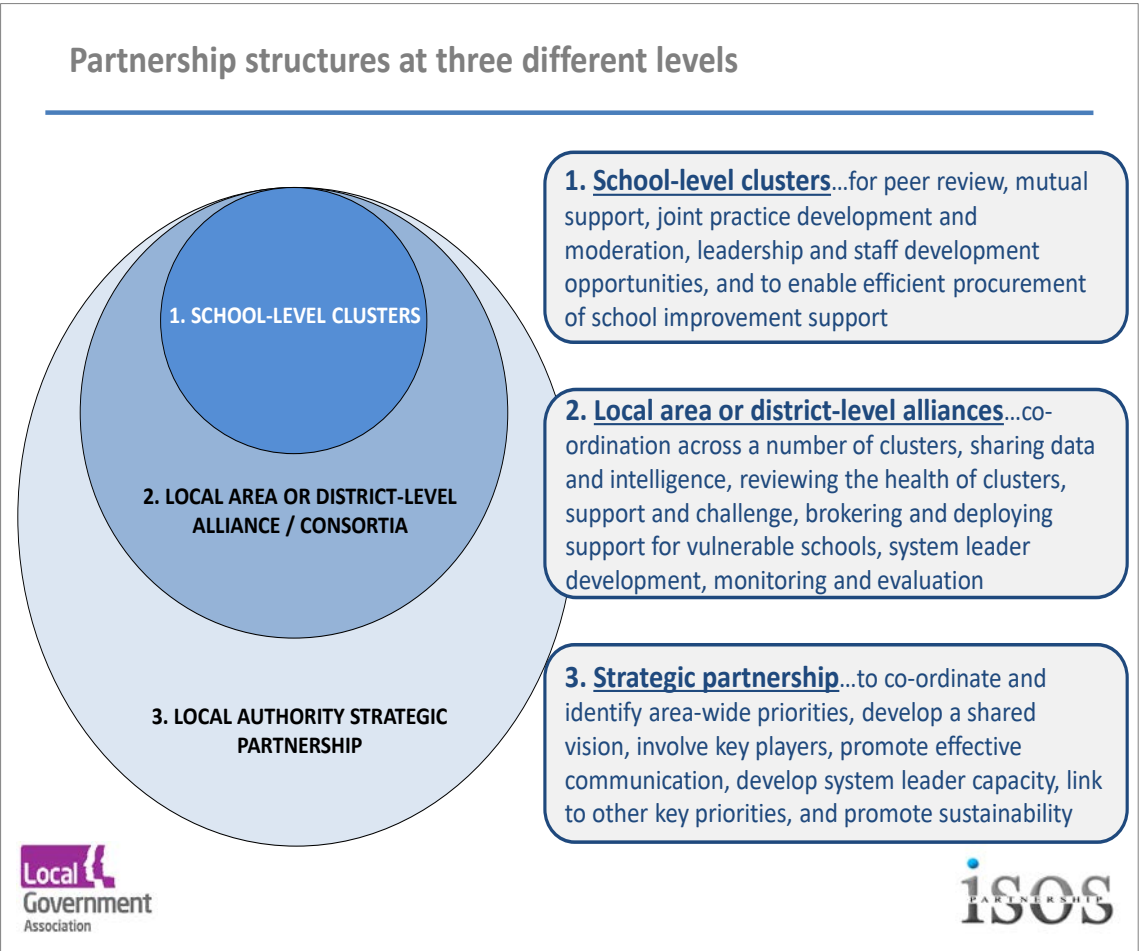 Partnership structures at three different levels
1. SCHOOL-LEVEL CLUSTERS
2. LOCAL AREA OR DISTRICT-LEVEL
ALLIANCE / CONSORTIA
3. LOCAL AUTHORITY STRATEGIC
PARTNERSHIP
1. School-level clusters...for peer review, mutual
support, joint practice development and
moderation, leadership and staff development
opportunities, and to enable efficient procurement
of school improvement support
2. Local area or district-level alliances...co-
ordination across a number of clusters, sharing data
and intelligence, reviewing the health of clusters,
support and challenge, brokering and deploying
support for vulnerable schools, system leader
development, monitoring and evaluation
3. Strategic partnership...to co-ordinate and
identify area-wide priorities, develop a shared
vision, involve key players, promote effective
communication, develop system leader capacity, link
to other key priorities, and promote sustainability
Local
Government
Association
isos
PARTNERSHIP